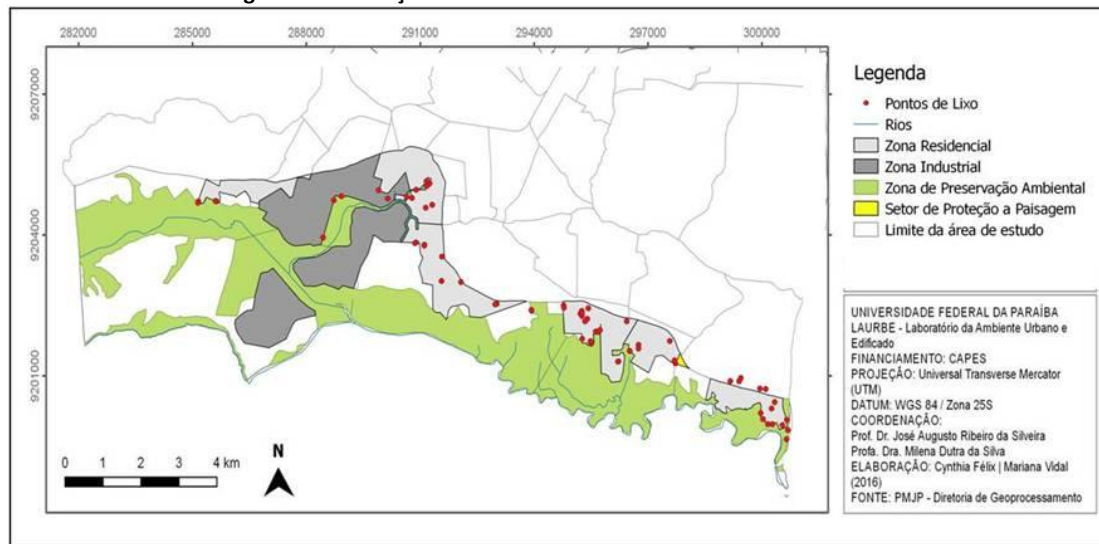 282000 285000 288000 291000 294000 297000 300000
9207000
9204000
9201000
Legenda
Pontos de Lixo
Rios
Zona Residencial
Zona Industrial
Zona de Preservação Ambiental
Setor de Proteção a Paisagem
Limite da área de estudo
UNIVERSIDADE FEDERAL DA PARAÍBA
LAURBE - Laboratório da Ambiente Urbano e
Edificado
FINANCIAMENTO: CAPES
PROJEÇÃO: Universal Transverse Mercator
(UTM)
DATUM: WGS 84 / Zona 25S
COORDENAÇÃO:
Prof. Dr. José Augusto Ribeiro da Silveira
Profa. Dra. Milena Dutra da Silva
ELABORAÇÃO: Cynthia Félix | Mariana Vidal
(2016)
FONTE: PMJP - Diretoria de Geoprocessamento
N
0 1 2 3 4 km